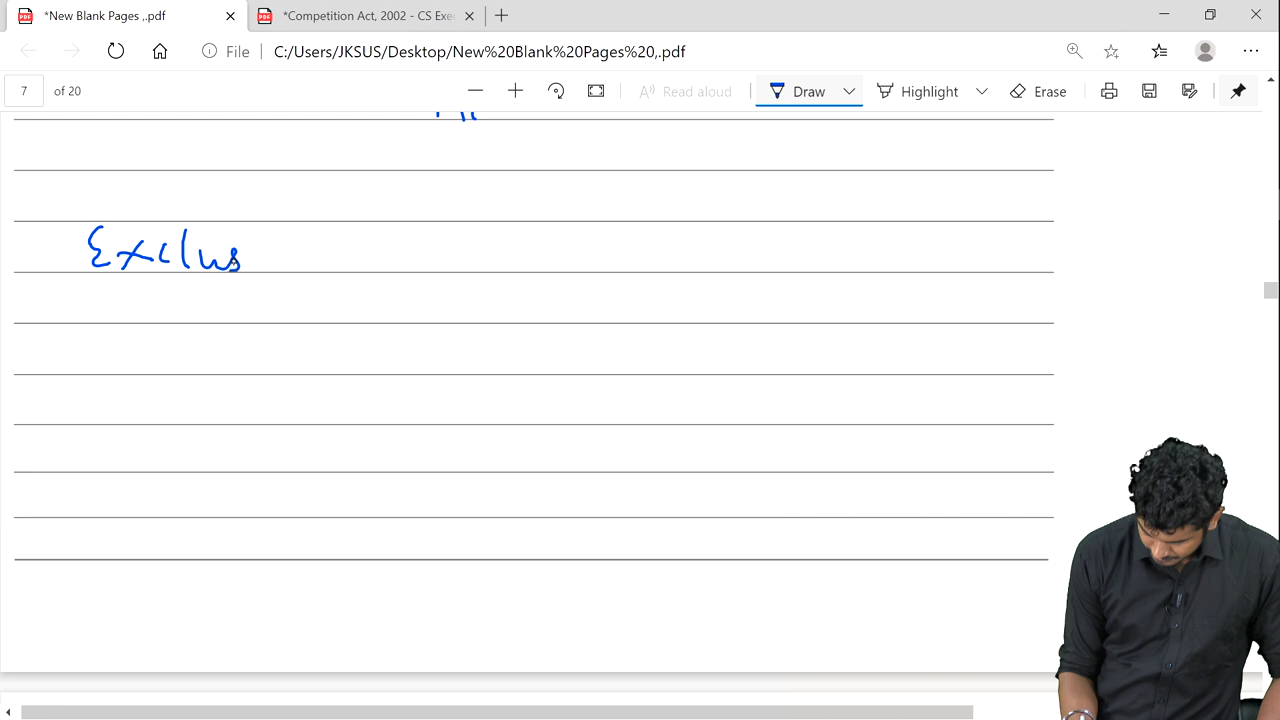 *New Blank Pages ,.pdf
*Competition Act, 2002 - CS Exec
File
C:/Users/JKSUS/Desktop/New%20Blank%20Pages%20,.pdf
7 of 20
Read aloud
Draw
Highlight
Erase
Exclus